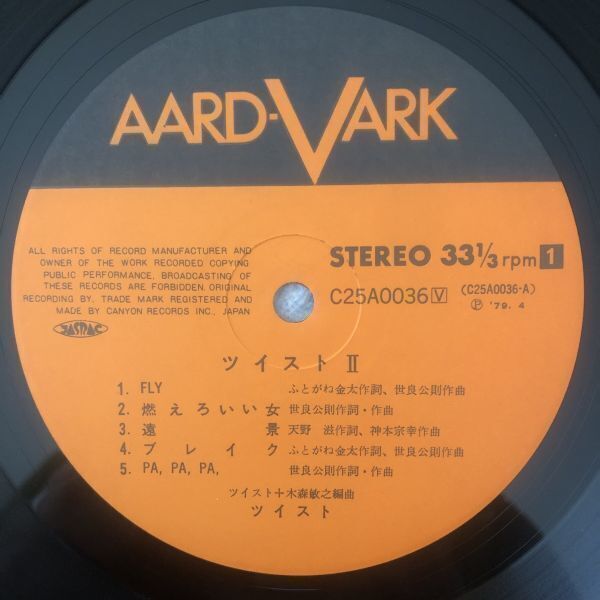 AARD-VARK
ALL RIGHTS OF RECORD MANUFACTURER AND
OWNER OF THE WORK RECORDED COPYING
PUBLIC PERFORMANCE, BROADCASTING OF
THESE RECORDS ARE FORBIDDEN. ORIGINAL
RECORDING BY, TRADE MARK REGISTERED AND
MADE BY CANYON RECORDS INC., JAPAN
JASRAC
STEREO 33⅓ rpm 1
C25A0036 V (C25A0036-A)
Ⓟ '79. 4
ツイストⅡ
1. FLY ふとがね金太作詞、世良公則作曲
2. 燃えろいい女 世良公則作詞・作曲
3. 遠景 天野 滋作詞、神本宗幸作曲
4. ブレイク ふとがね金太作詞、世良公則作曲
5. PA, PA, PA, 世良公則作詞・作曲
ツイスト+木森敏之編曲
ツイスト